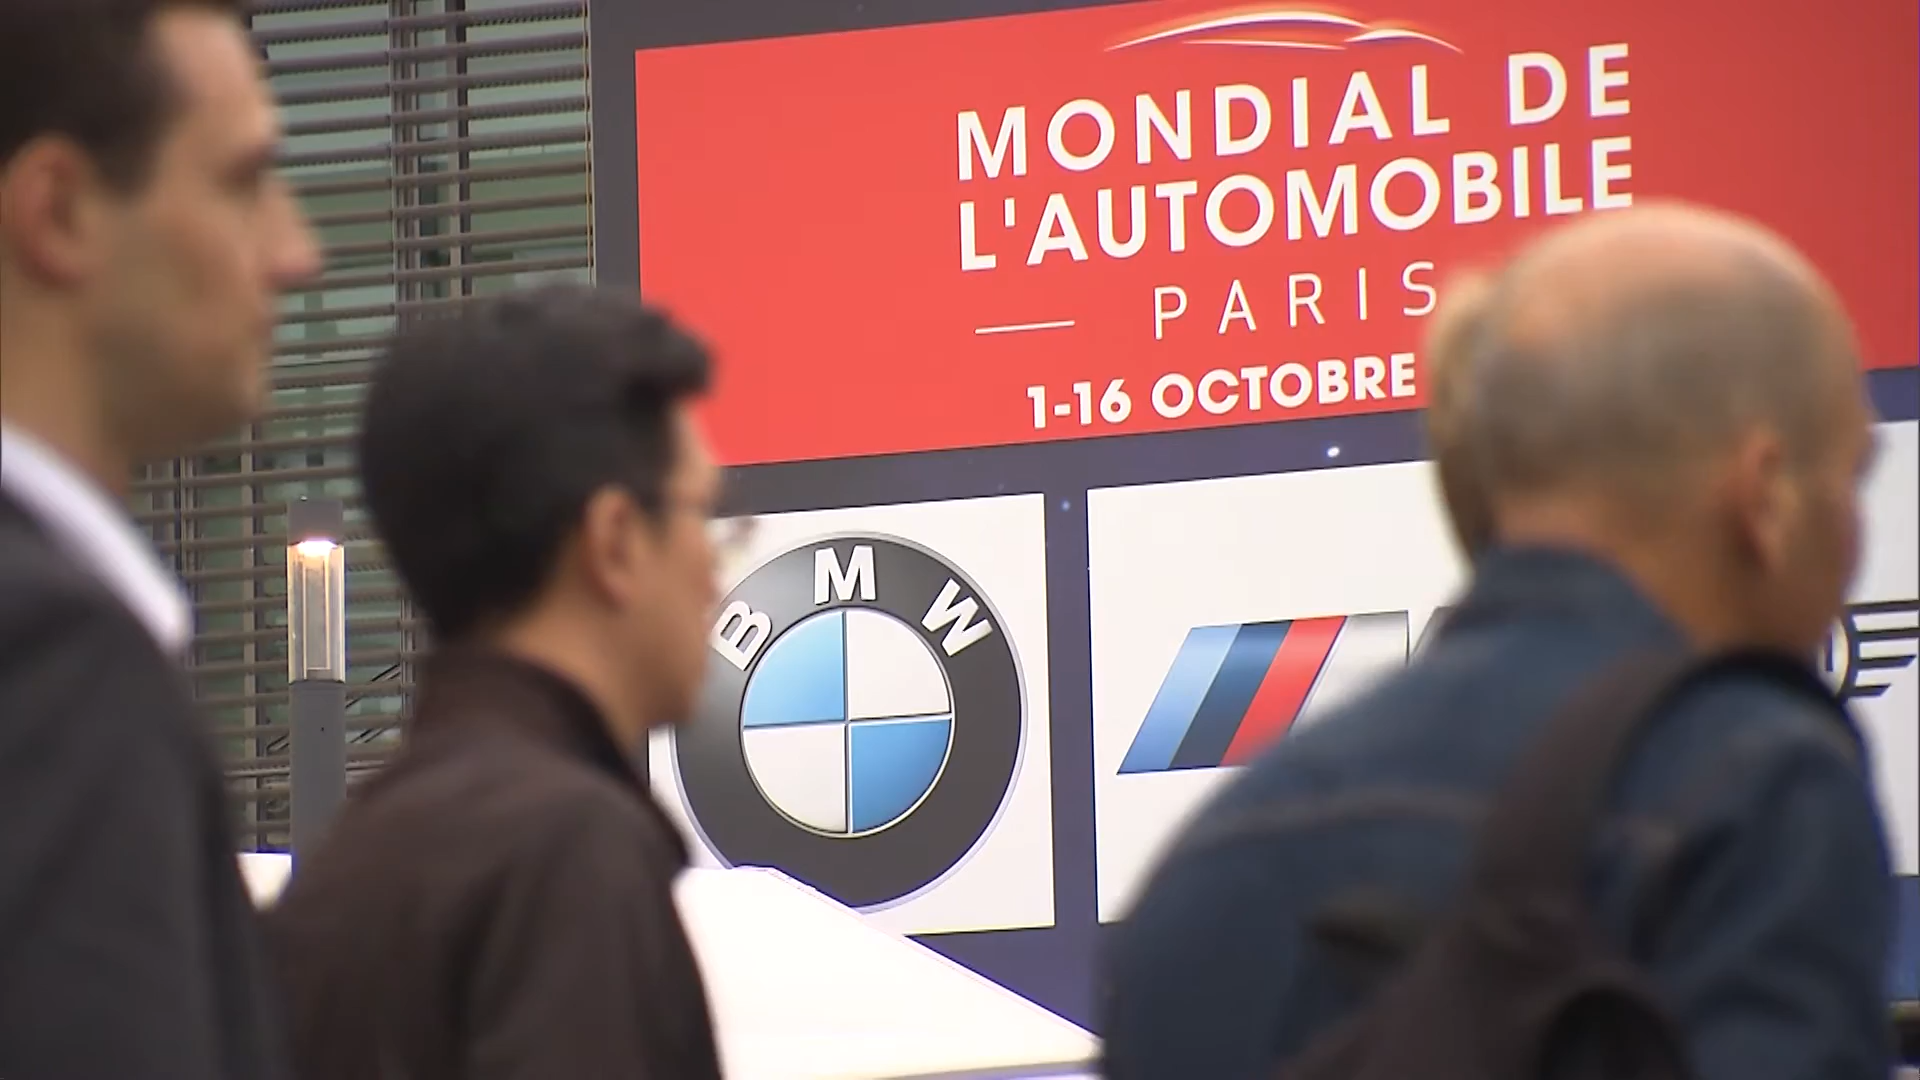 MONDIAL DE
L'AUTOMOBILE
PARIS
1-16 OCTOBRE
BMW